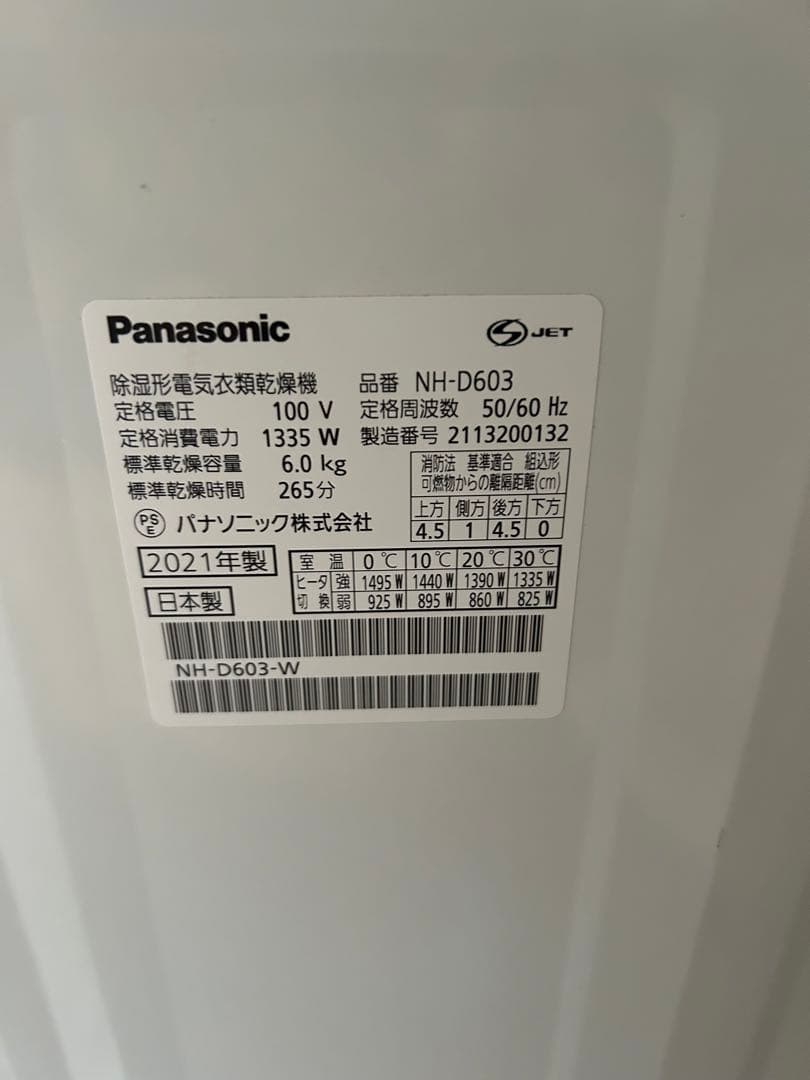 Panasonic
S JET
除湿形電気衣類乾燥機 品番 NH-D603
定格電圧 100 V 定格周波数 50/60 Hz
定格消費電力 1335 W 製造番号 2113200132
標準乾燥容量 6.0 kg
標準乾燥時間 265分
消防法 基準適合 組込形
可燃物からの離隔距離(cm)
上方 側方 後方 下方
4.5 1 4.5 0
PSE パナソニック株式会社
2021年製
日本製
室温 0℃ 10℃ 20℃ 30℃
ヒータ 強 1495 W 1440 W 1390 W 1335 W
切換 弱 925 W 895 W 860 W 825 W
NH-D603-W